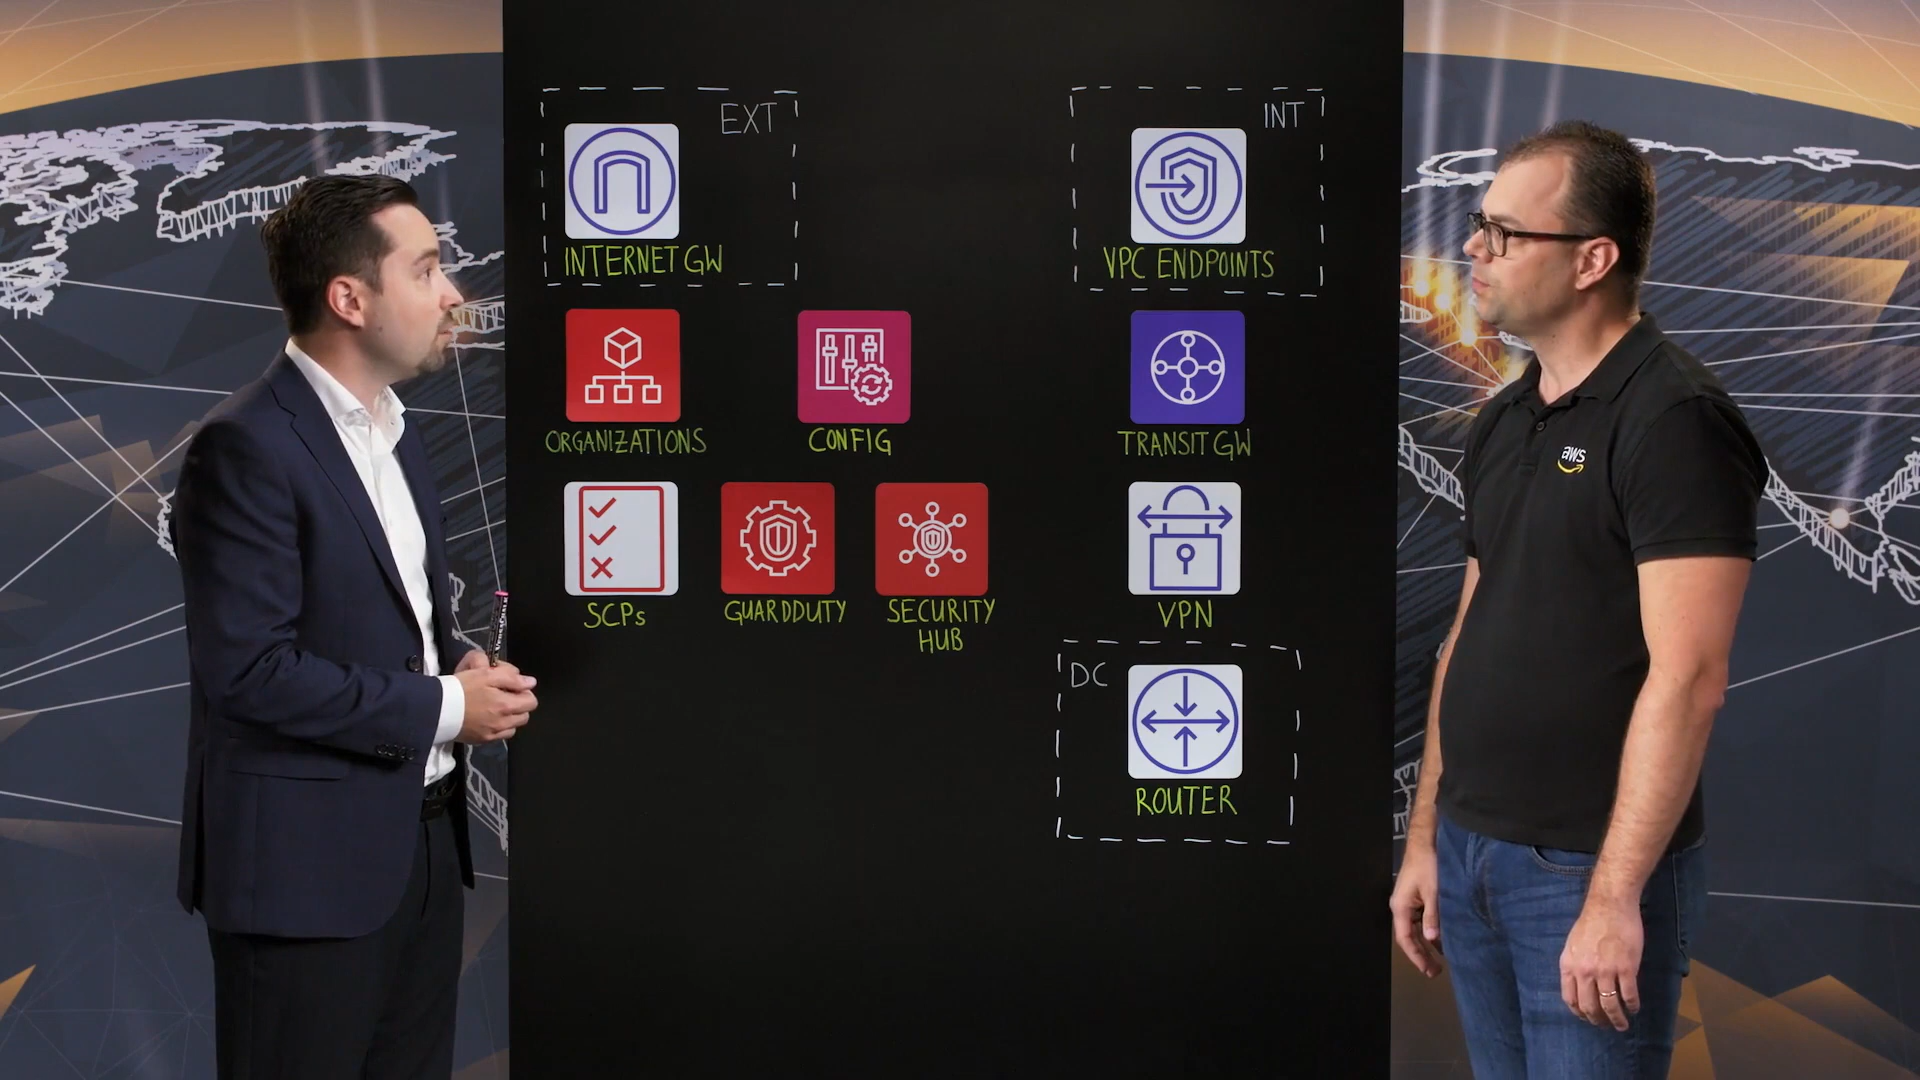 EXT
INTERNET GW
INT
VPC ENDPOINTS
ORGANIZATIONS
CONFIG
TRANSIT GW
SCPs
GUARDDUTY
SECURITY
HUB
VPN
DC
ROUTER
aws